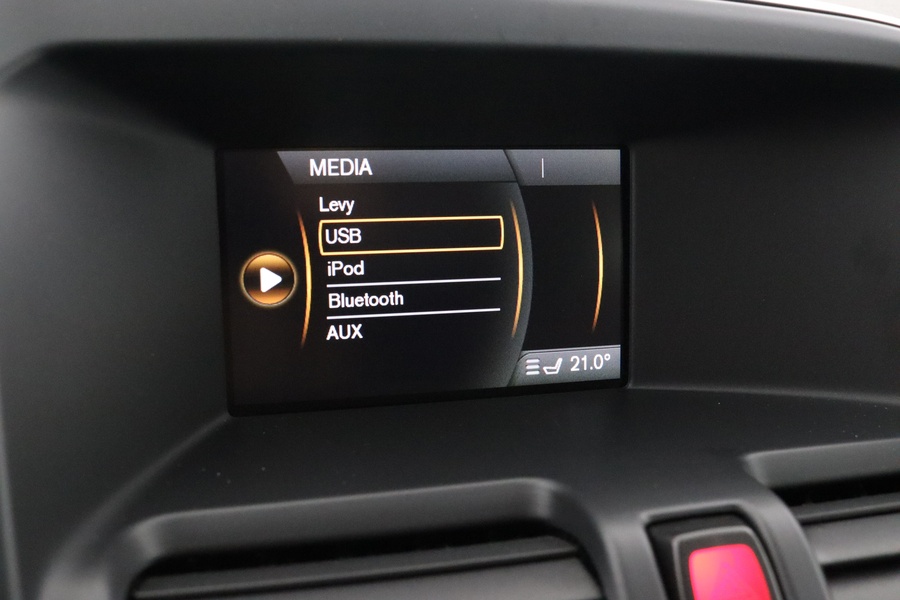 MEDIA
Levy
USB
iPod
Bluetooth
AUX
21.0°